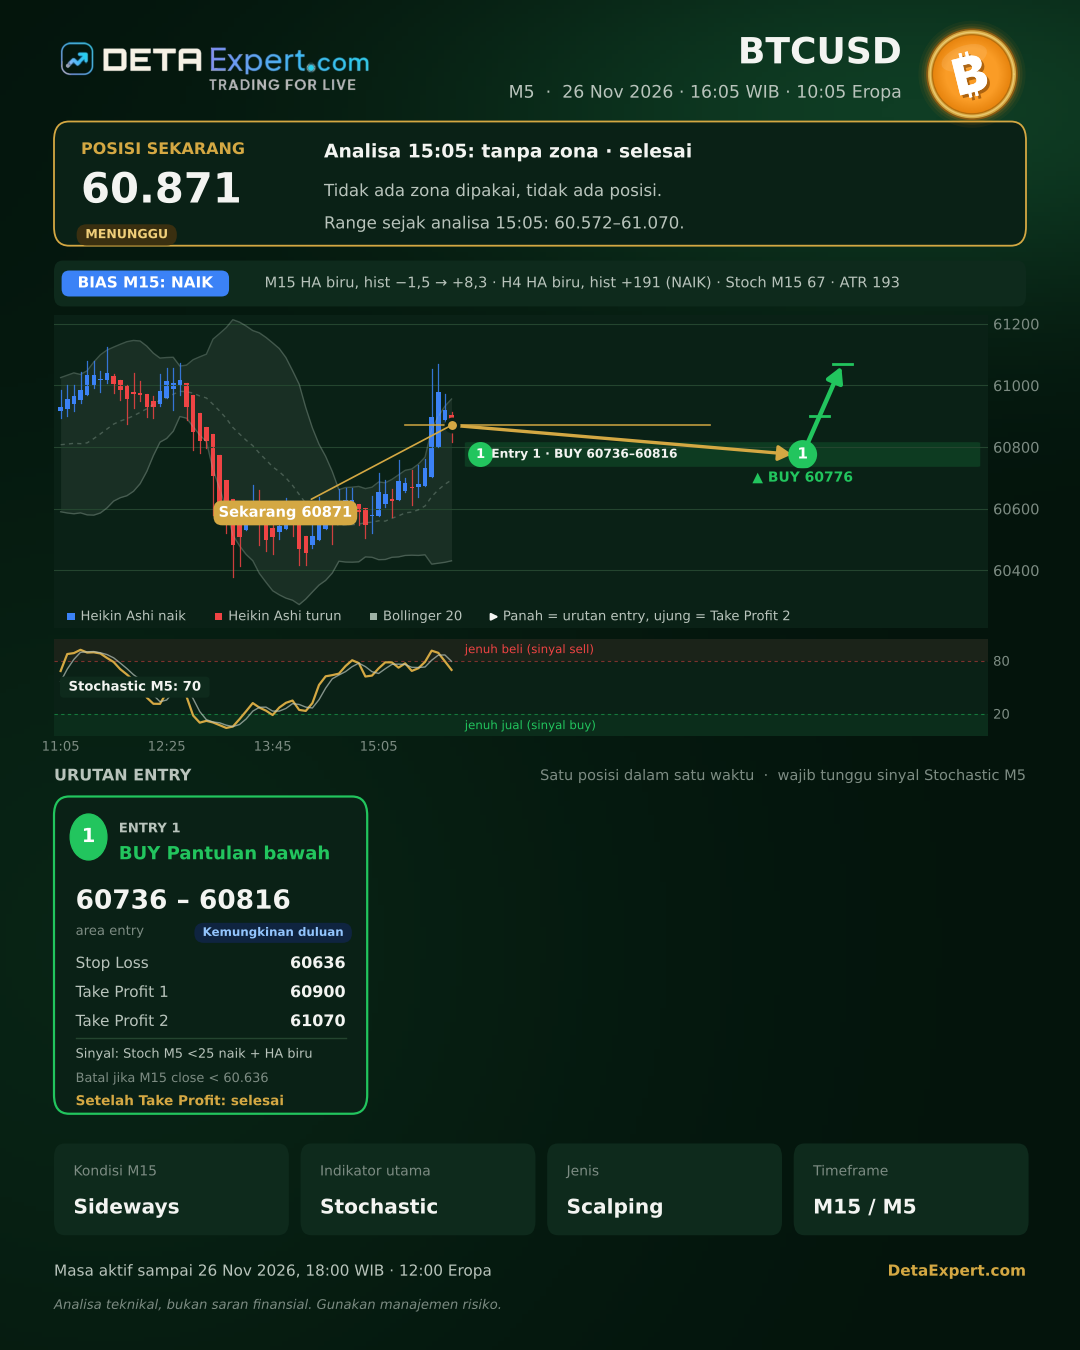 DETA Expert.com
TRADING FOR LIVE
BTCUSD
M5 · 26 Nov 2026 · 16:05 WIB · 10:05 Eropa
POSISI SEKARANG
60.871
MENUNGGU
Analisa 15:05: tanpa zona · selesai
Tidak ada zona dipakai, tidak ada posisi.
Range sejak analisa 15:05: 60.572–61.070.
BIAS M15: NAIK
M15 HA biru, hist −1,5 → +8,3 · H4 HA biru, hist +191 (NAIK) · Stoch M15 67 · ATR 193
61200
61000
60800
60600
60400
1 Entry 1 · BUY 60736–60816
1
▲ BUY 60776
Sekarang 60871
Heikin Ashi naik
Heikin Ashi turun
Bollinger 20
Panah = urutan entry, ujung = Take Profit 2
jenuh beli (sinyal sell)
80
Stochastic M5: 70
20
jenuh jual (sinyal buy)
11:05
12:25
13:45
15:05
URUTAN ENTRY
Satu posisi dalam satu waktu · wajib tunggu sinyal Stochastic M5
1
ENTRY 1
BUY Pantulan bawah
60736 – 60816
area entry
Kemungkinan duluan
Stop Loss 60636
Take Profit 1 60900
Take Profit 2 61070
Sinyal: Stoch M5 <25 naik + HA biru
Batal jika M15 close < 60.636
Setelah Take Profit: selesai
Kondisi M15
Sideways
Indikator utama
Stochastic
Jenis
Scalping
Timeframe
M15 / M5
Masa aktif sampai 26 Nov 2026, 18:00 WIB · 12:00 Eropa
DetaExpert.com
Analisa teknikal, bukan saran finansial. Gunakan manajemen risiko.